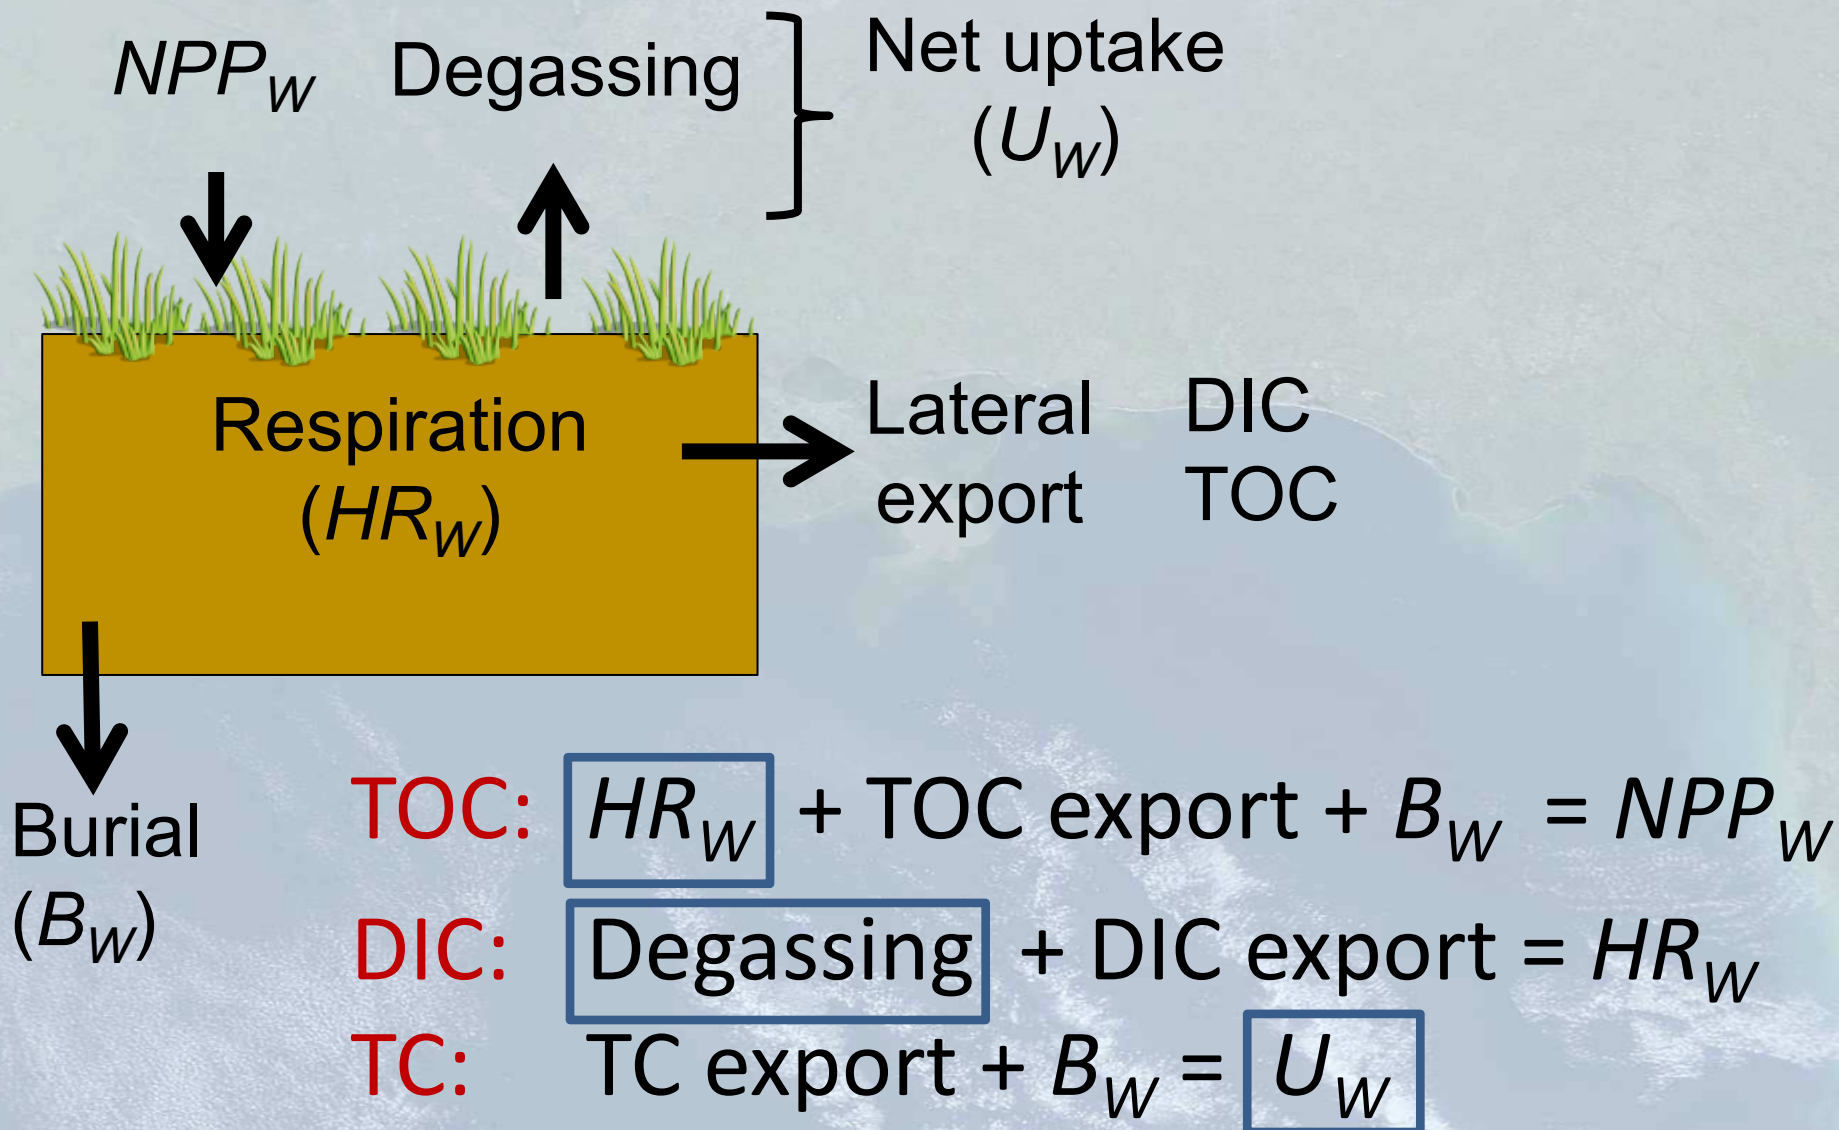 NPP_W Degassing
Net uptake
(U_W)
Respiration
(HR_W)
Lateral
export
DIC
TOC
Burial
(B_W)
TOC: HR_W + TOC export + B_W = NPP_W
DIC: Degassing + DIC export = HR_W
TC: TC export + B_W = U_W